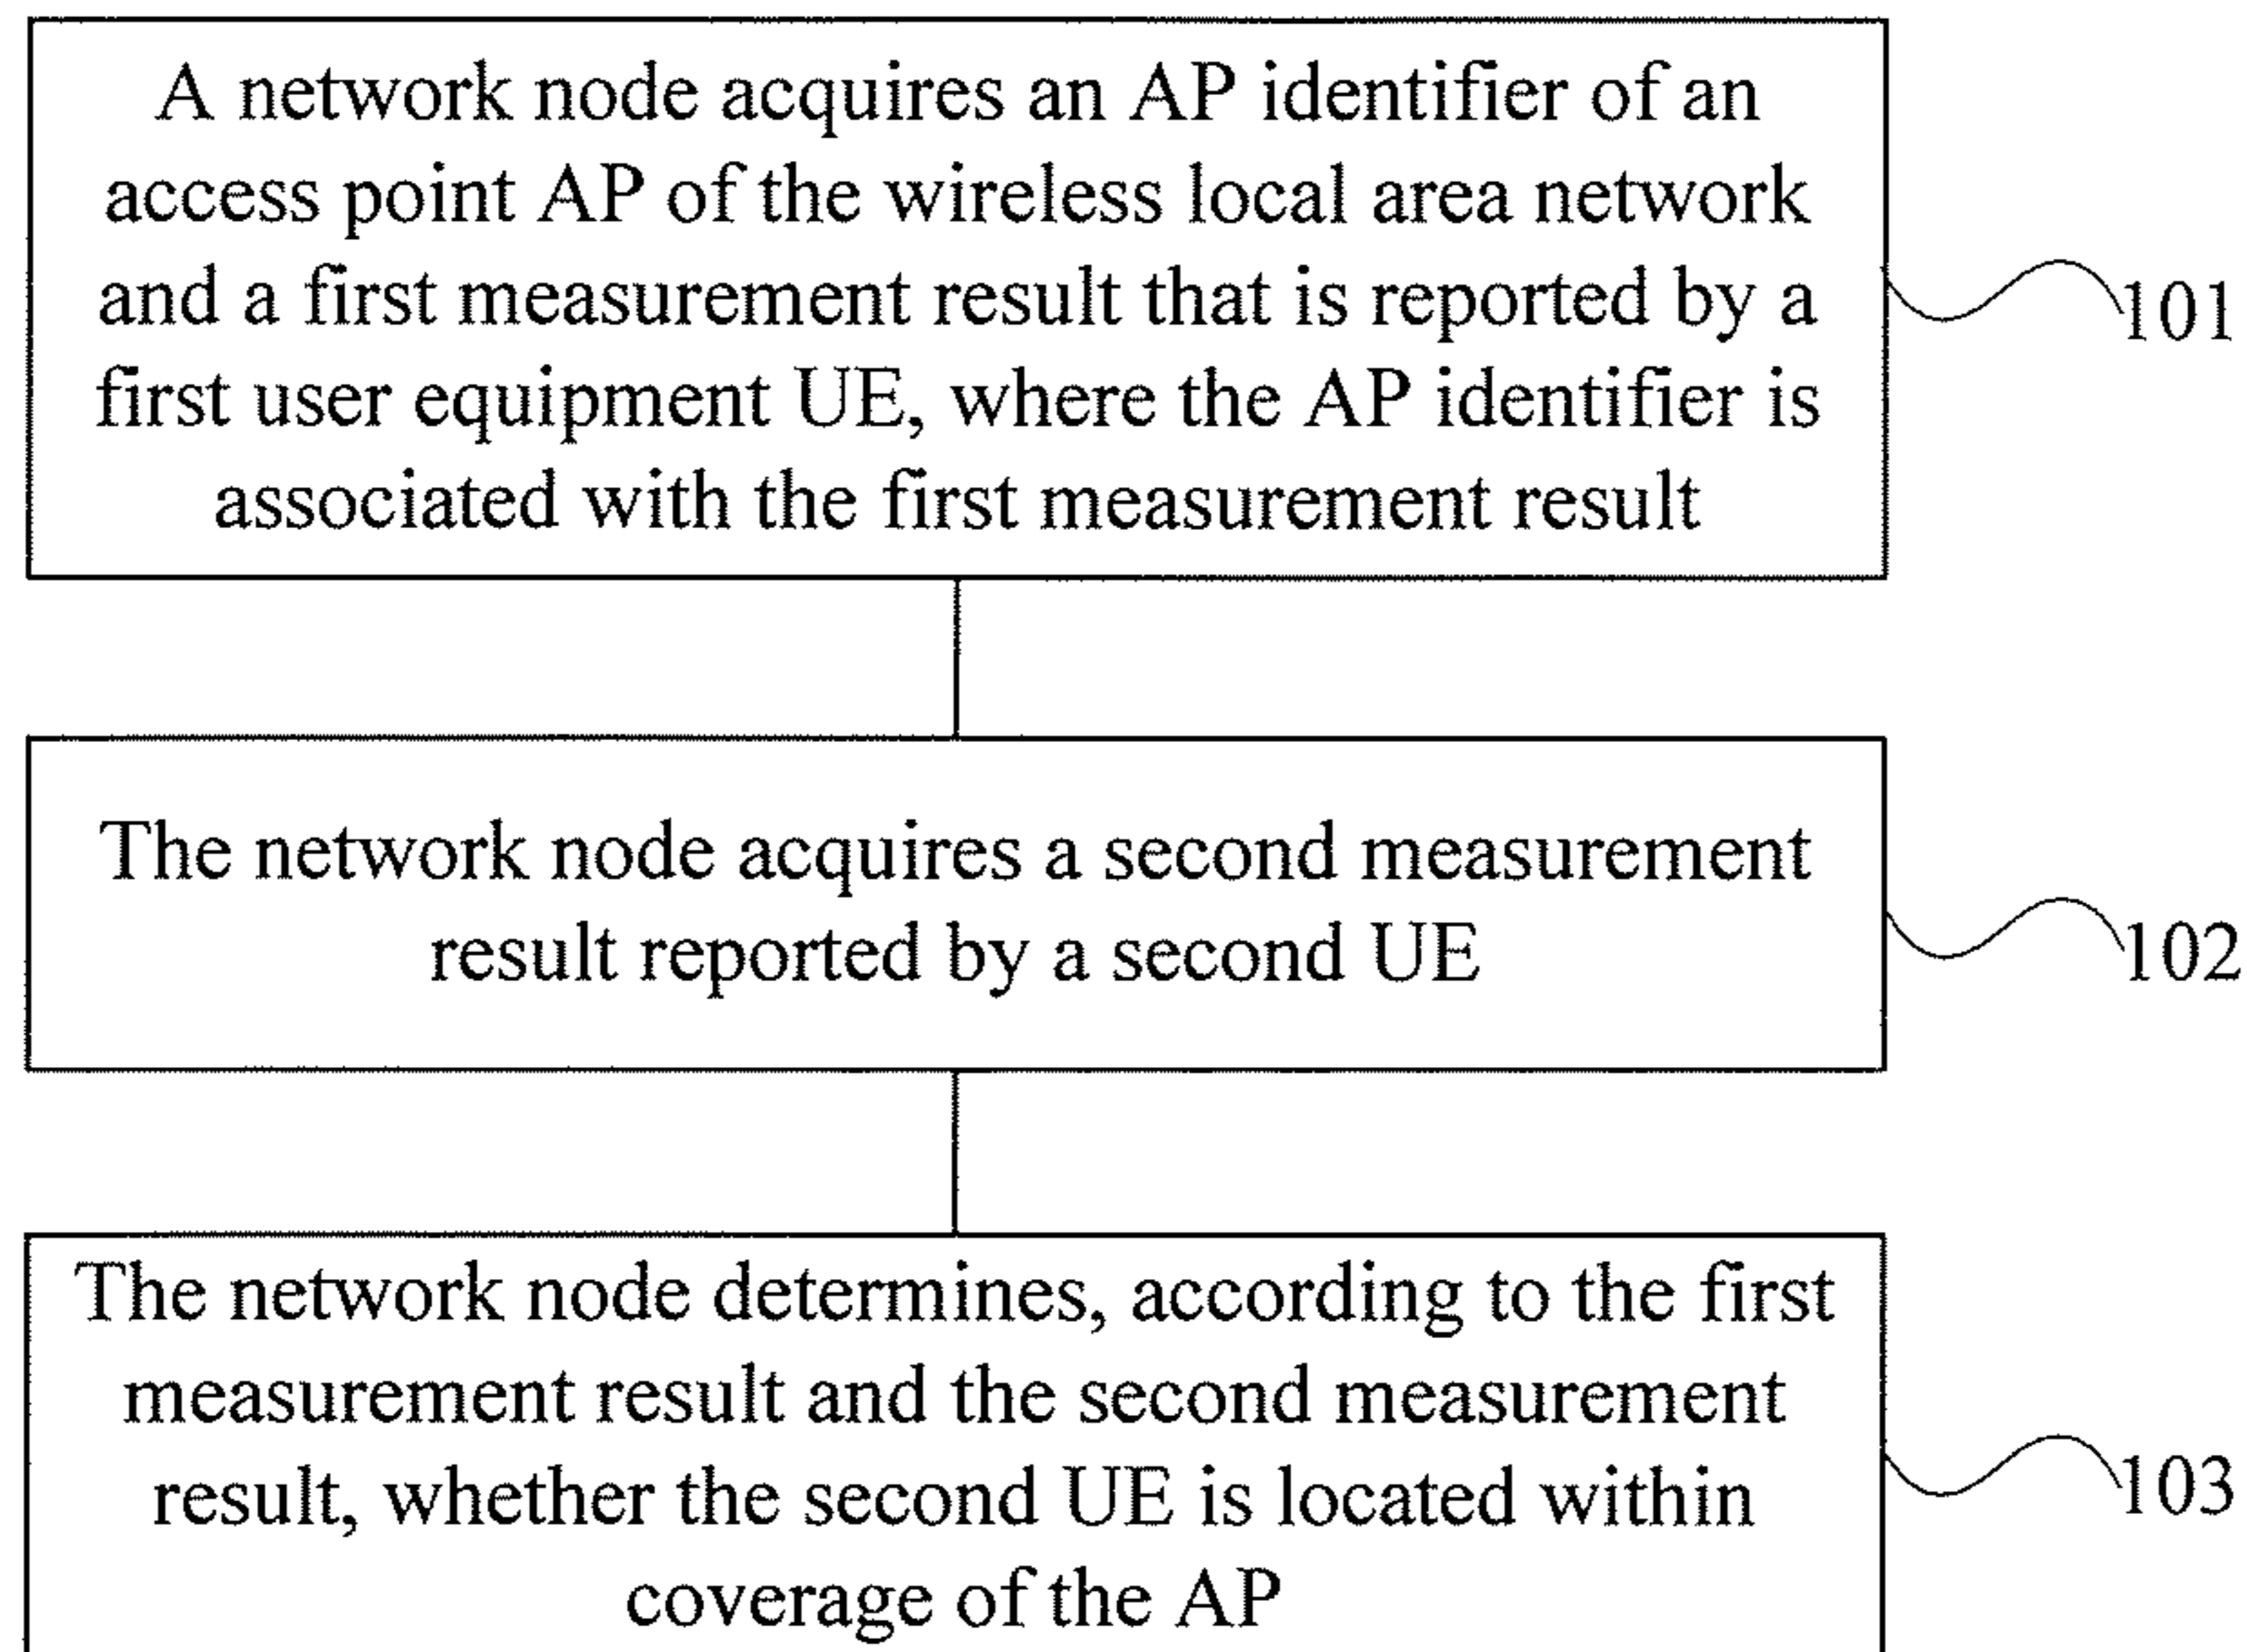 A network node acquires an AP identifier of an
access point AP of the wireless local area network
and a first measurement result that is reported by a
first user equipment UE, where the AP identifier is
associated with the first measurement result
101
The network node acquires a second measurement
result reported by a second UE
102
The network node determines, according to the first
measurement result and the second measurement
result, whether the second UE is located within
coverage of the AP
103